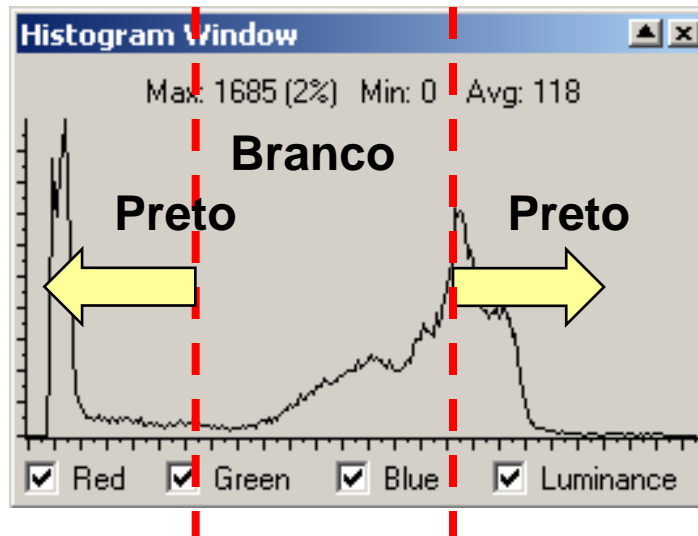 Histogram Window
Max: 1685 (2%) Min: 0 Avg: 118
Branco
Preto Preto
Red Green Blue Luminance